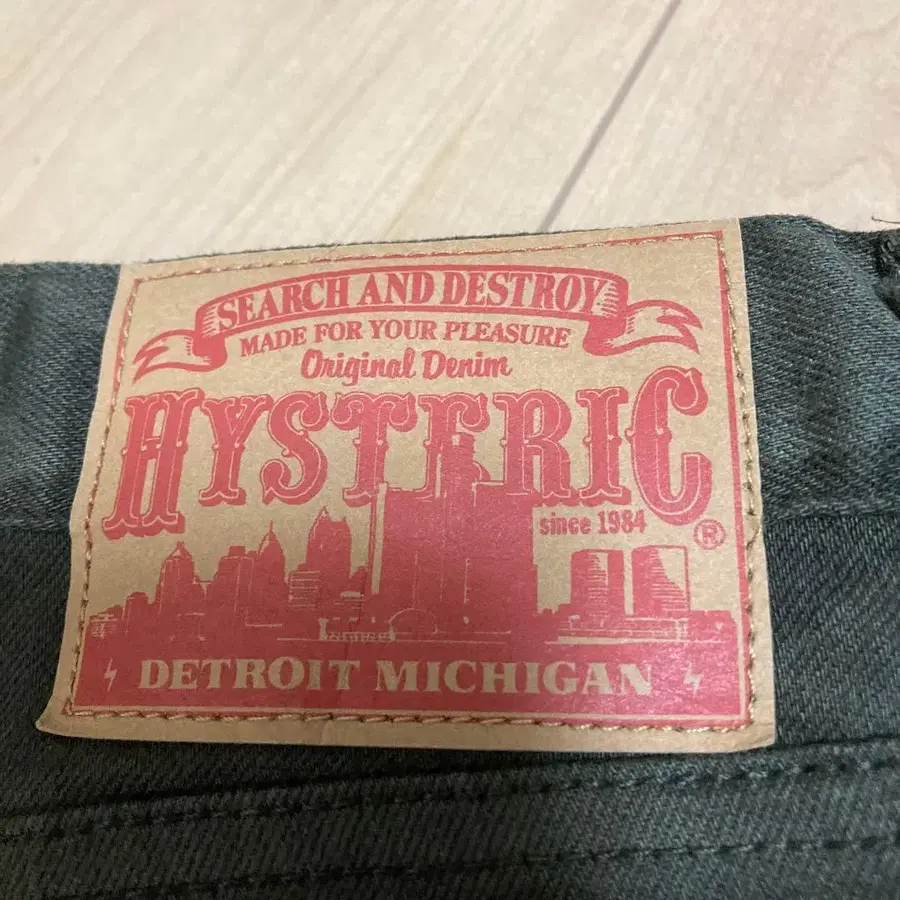 SEARCH AND DESTROY
MADE FOR YOUR PLEASURE
Original Denim
HYSTERIC
since 1984
®
DETROIT MICHIGAN